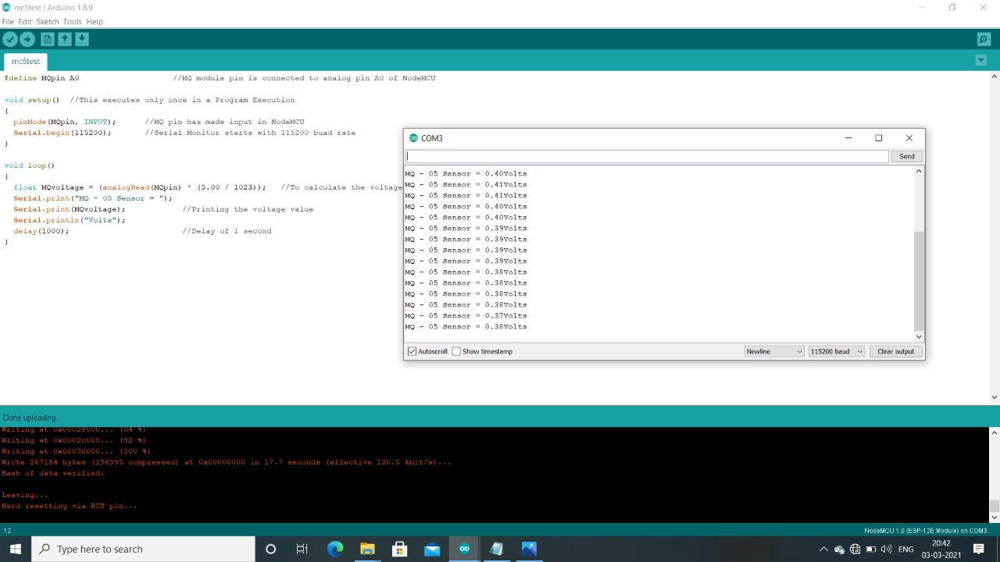 mc5test | Arduino 1.8.9
File Edit Sketch Tools Help
mc5test
#define MQpin A0 //MQ module pin is connected to analog pin A0 of NodeMCU
void setup() //This executes only once in a Program Execution
{
pinMode(MQpin, INPUT); //MQ pin has made input in NodeMCU
Serial.begin(115200); //Serial Monitor starts with 115200 buad rate
}
void loop()
{
float MQvoltage = (analogRead(MQpin) * (5.00 / 1023)); //To calculate the voltage
Serial.print("MQ - 05 Sensor = ");
Serial.print(MQvoltage); //Printing the voltage value
Serial.println("Volts");
delay(1000); //Delay of 1 second
}
COM3
Send
MQ - 05 Sensor = 0.40Volts
MQ - 05 Sensor = 0.41Volts
MQ - 05 Sensor = 0.41Volts
MQ - 05 Sensor = 0.40Volts
MQ - 05 Sensor = 0.40Volts
MQ - 05 Sensor = 0.39Volts
MQ - 05 Sensor = 0.39Volts
MQ - 05 Sensor = 0.39Volts
MQ - 05 Sensor = 0.39Volts
MQ - 05 Sensor = 0.38Volts
MQ - 05 Sensor = 0.38Volts
MQ - 05 Sensor = 0.38Volts
MQ - 05 Sensor = 0.38Volts
MQ - 05 Sensor = 0.37Volts
MQ - 05 Sensor = 0.38Volts
Autoscroll Show timestamp Newline 115200 baud Clear output
Done uploading.
Writing at 0x00028000... (84 %)
Writing at 0x0002c000... (92 %)
Writing at 0x00030000... (100 %)
Wrote 267184 bytes (196995 compressed) at 0x00000000 in 17.7 seconds (effective 120.5 kbit/s)...
Hash of data verified.
Leaving...
Hard resetting via RTS pin...
12 NodeMCU 1.0 (ESP-12E Module) on COM3
Type here to search
ENG
20:42
03-03-2021